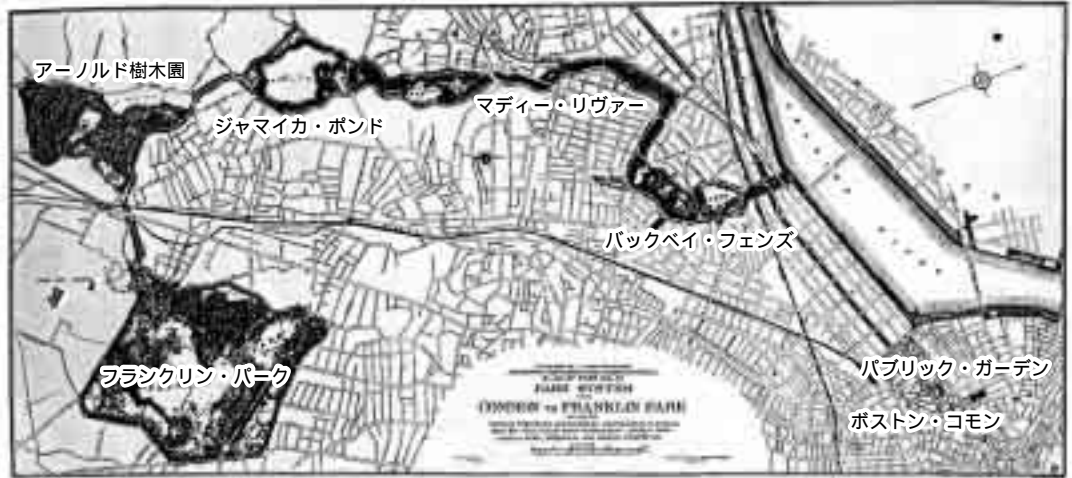 アーノルド樹木園
ジャマイカ・ポンド
マディー・リヴァー
バックベイ・フェンズ
フランクリン・パーク
パブリック・ガーデン
ボストン・コモン
PARK SYSTEM
COMMON TO FRANKLIN PARK